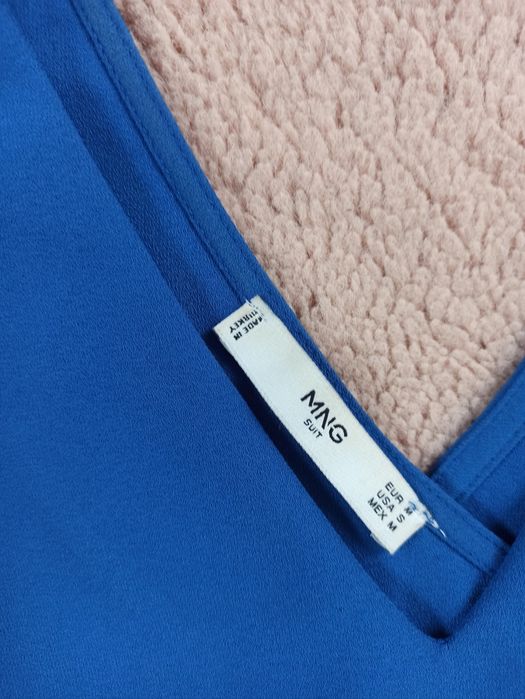 MADE IN
TURKEY
MNG
SUIT
EUR M
USA S
MEX M